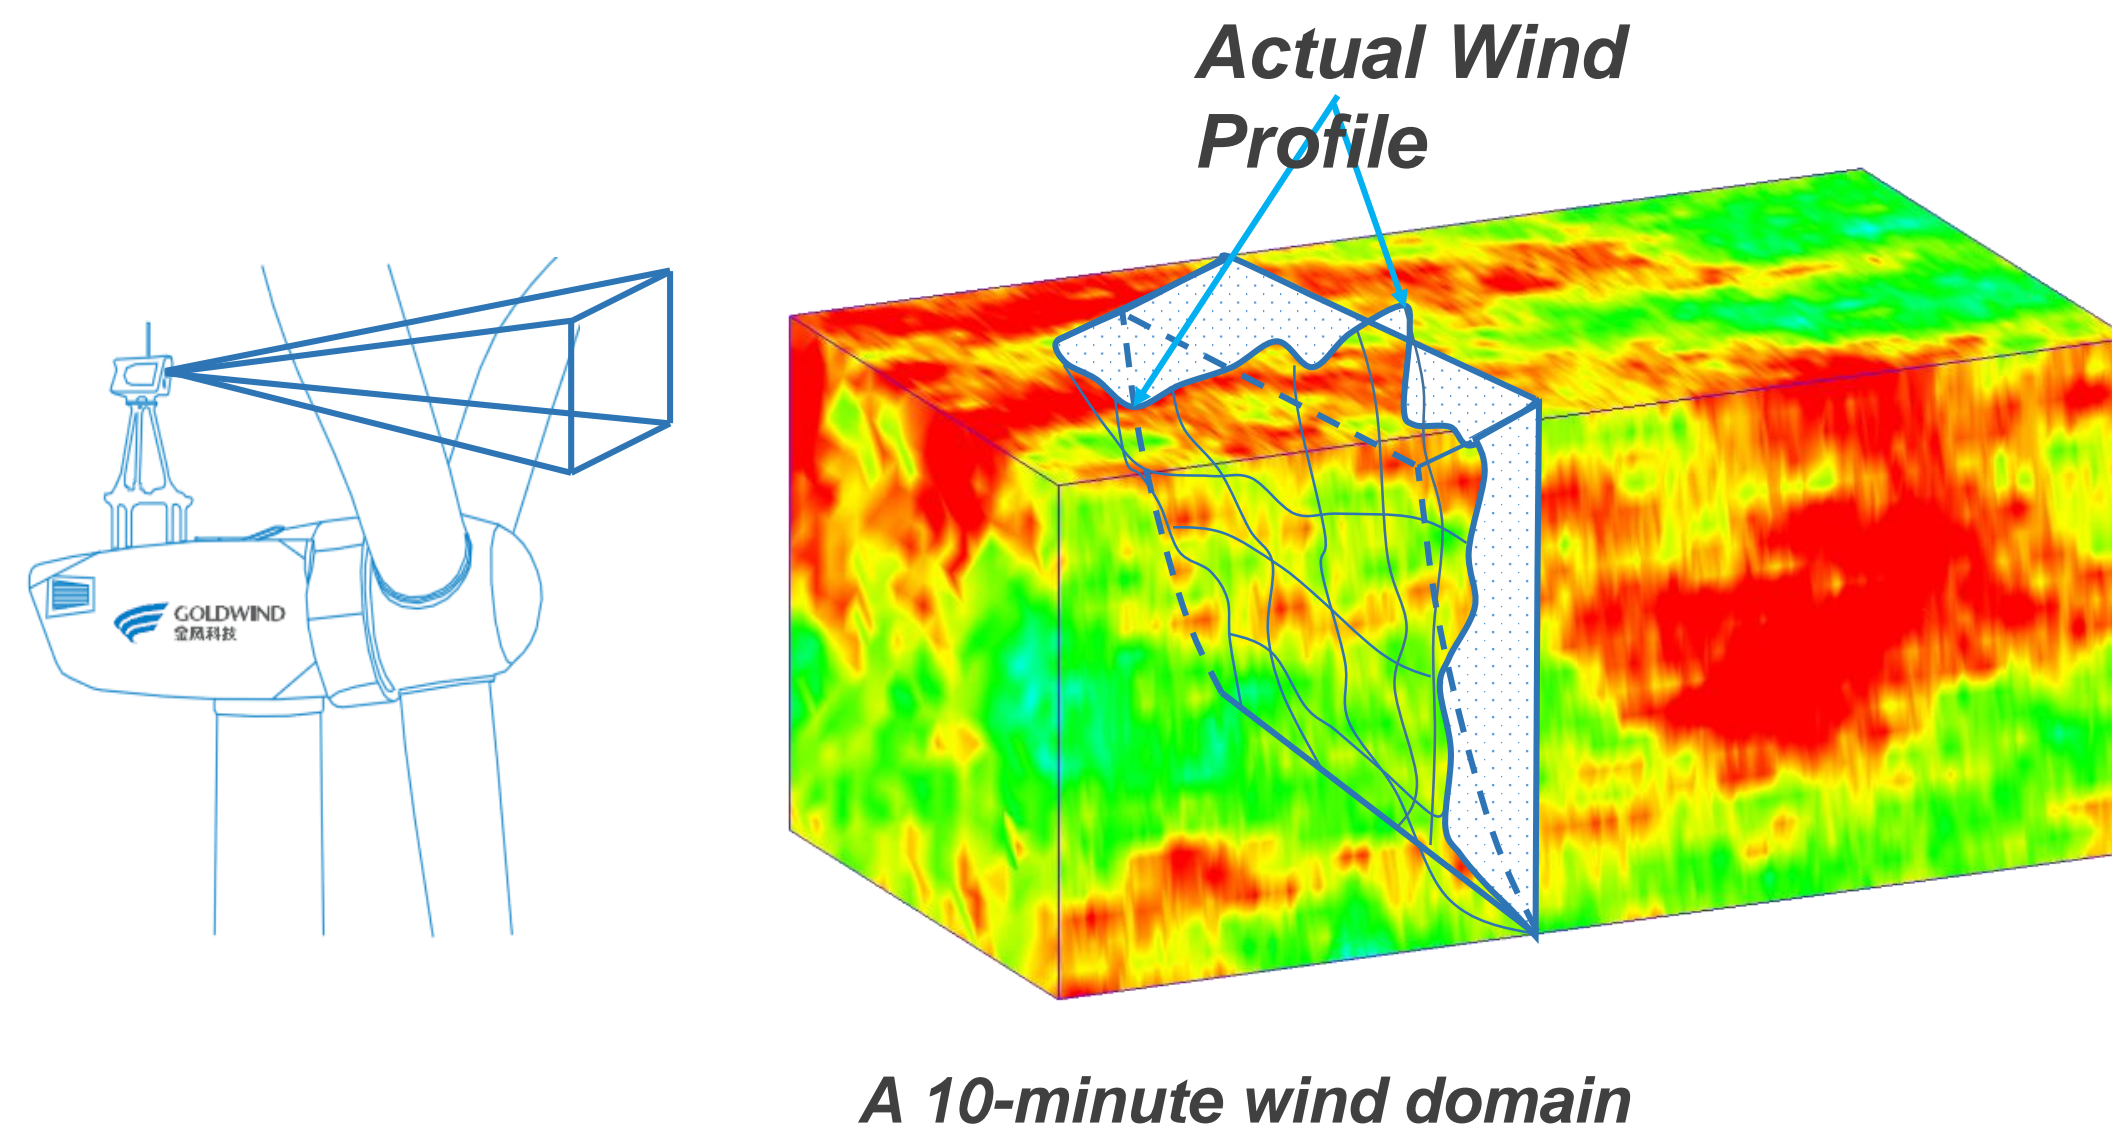 Actual Wind
Profile
GOLDWIND
金风科技
A 10-minute wind domain